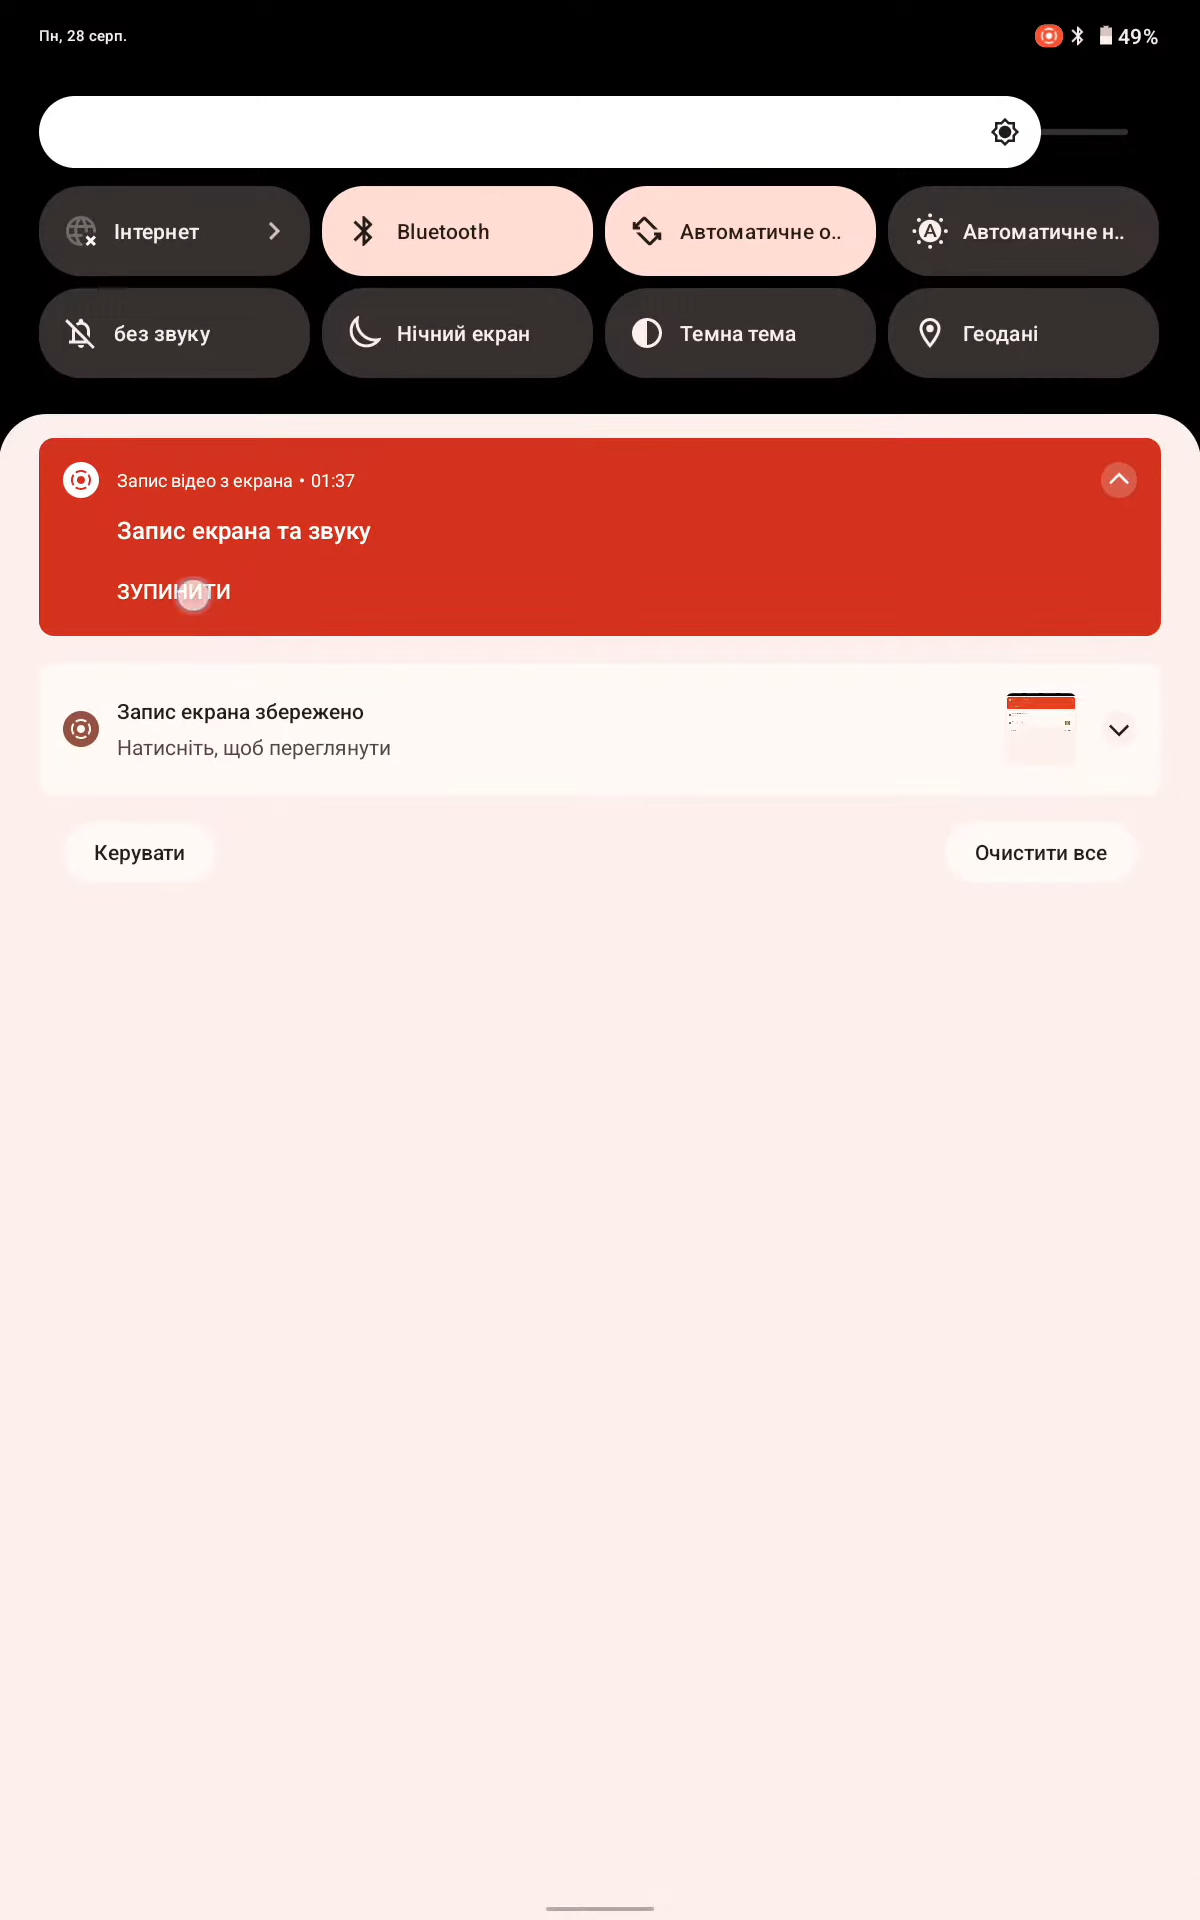 Пн, 28 серп.
49%
Інтернет
Bluetooth
Автоматичне о..
Автоматичне н..
без звуку
Нічний екран
Темна тема
Геодані
Запис відео з екрана • 01:37
Запис екрана та звуку
ЗУПИНИТИ
Запис екрана збережено
Натисніть, щоб переглянути
Керувати
Очистити все